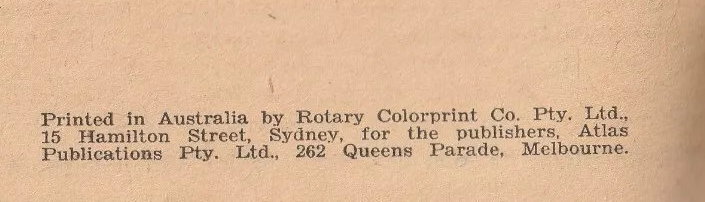 Printed in Australia by Rotary Colorprint Co. Pty. Ltd.,
15 Hamilton Street, Sydney, for the publishers, Atlas
Publications Pty. Ltd., 262 Queens Parade, Melbourne.